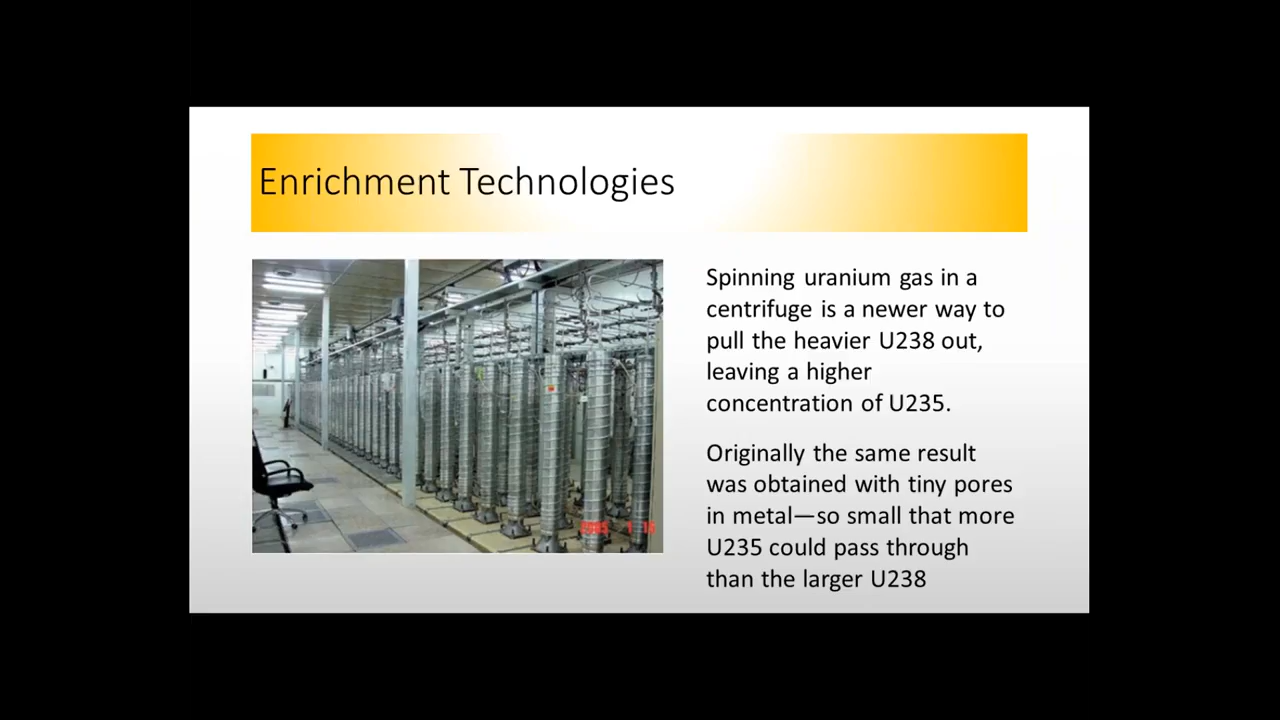 Enrichment Technologies
Spinning uranium gas in a
centrifuge is a newer way to
pull the heavier U238 out,
leaving a higher
concentration of U235.
Originally the same result
was obtained with tiny pores
in metal—so small that more
U235 could pass through
than the larger U238